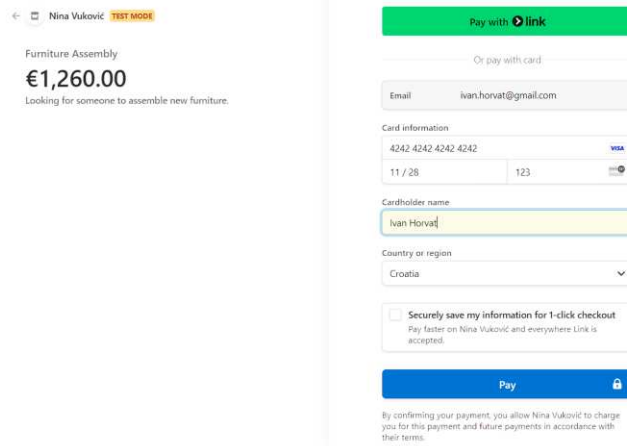 Nina Vuković TEST MODE
Furniture Assembly
€1,260.00
Looking for someone to assemble new furniture.
Pay with link
Or pay with card
Email ivan.horvat@gmail.com
Card information
4242 4242 4242 4242 VISA
11 / 28 123
Cardholder name
Ivan Horvat
Country or region
Croatia
Securely save my information for 1-click checkout
Pay faster on Nina Vuković and everywhere Link is
accepted.
Pay
By confirming your payment, you allow Nina Vuković to charge
you for this payment and future payments in accordance with
their terms.